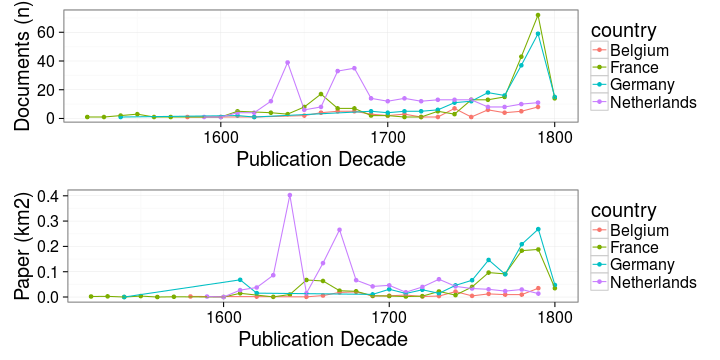 Documents (n)
60
40
20
0
1600
1700
1800
Publication Decade
country
Belgium
France
Germany
Netherlands
Paper (km2)
0.4
0.3
0.2
0.1
0.0
1600
1700
1800
Publication Decade
country
Belgium
France
Germany
Netherlands